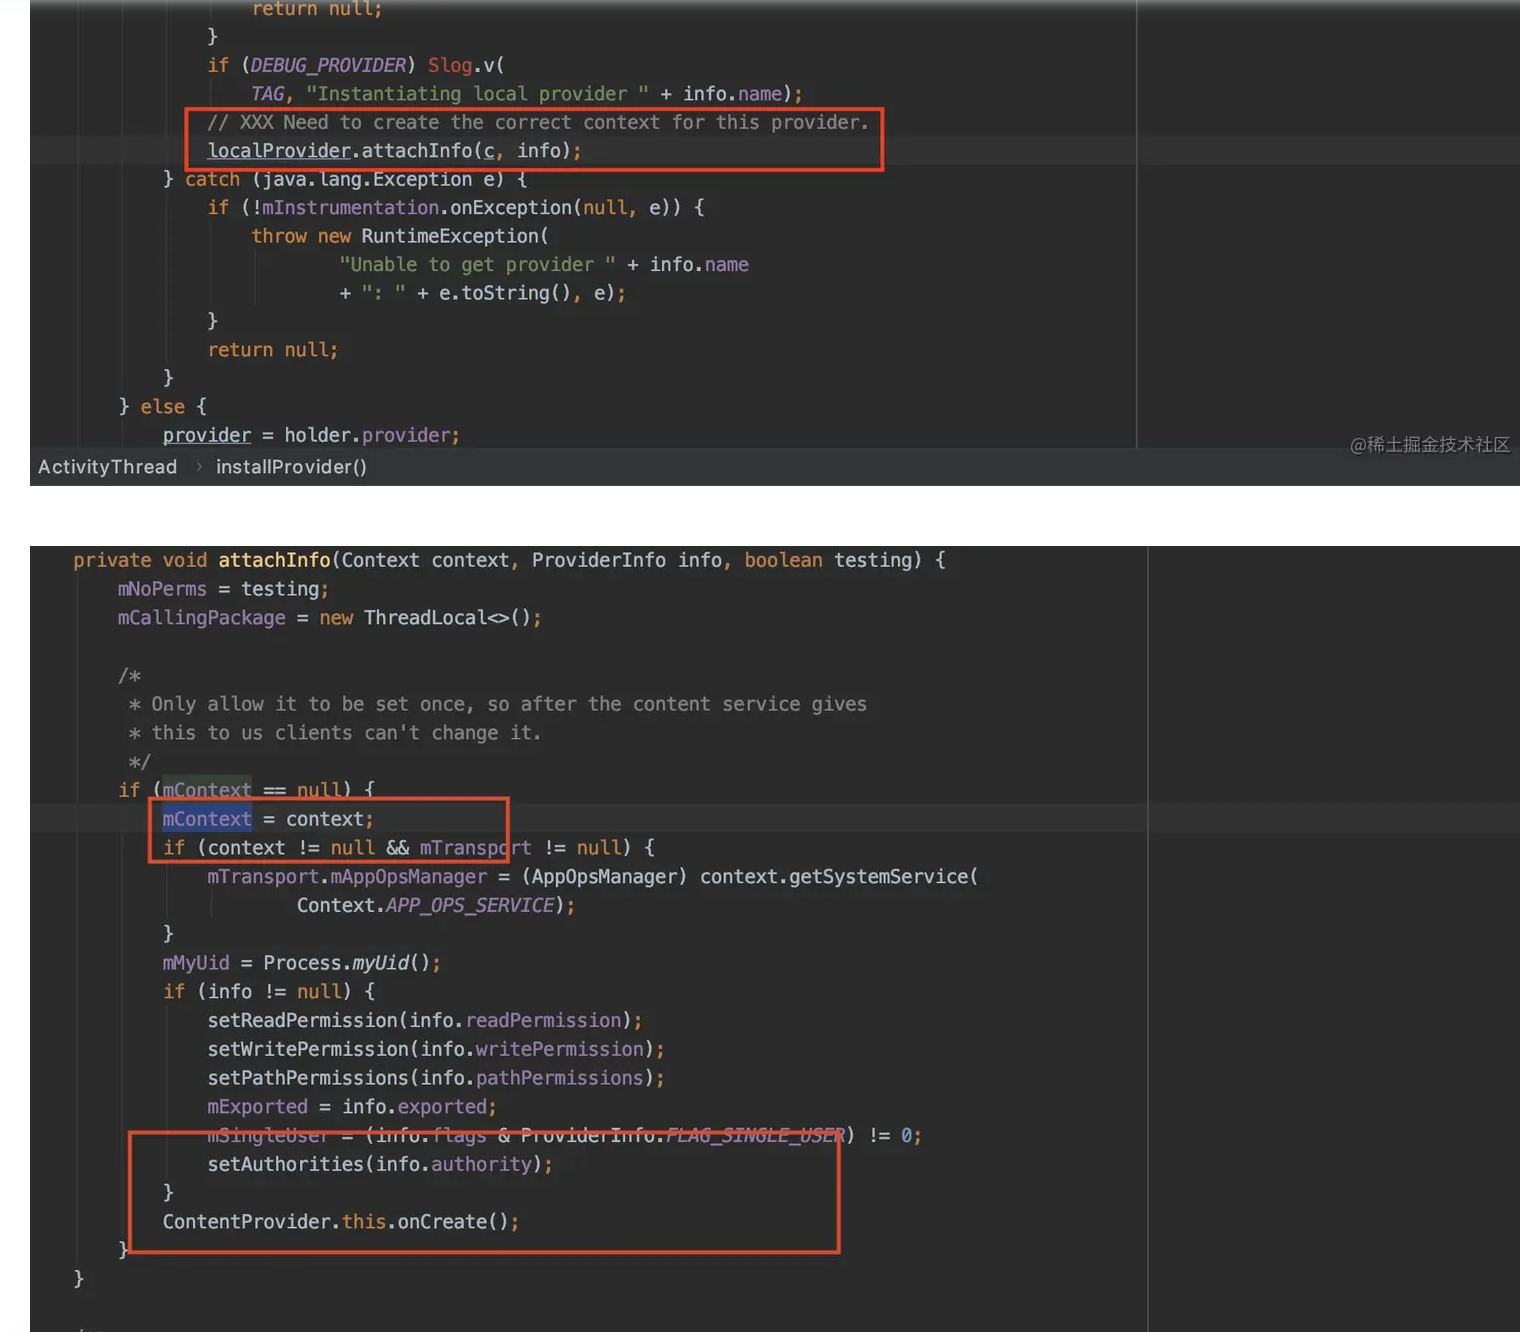 return null;
}
if (DEBUG_PROVIDER) Slog.v(
TAG, "Instantiating local provider " + info.name);
// XXX Need to create the correct context for this provider.
localProvider.attachInfo(c, info);
} catch (java.lang.Exception e) {
if (!mInstrumentation.onException(null, e)) {
throw new RuntimeException(
"Unable to get provider " + info.name
+ ": " + e.toString(), e);
}
return null;
}
} else {
provider = holder.provider;
@稀土掘金技术社区
ActivityThread › installProvider()
private void attachInfo(Context context, ProviderInfo info, boolean testing) {
mNoPerms = testing;
mCallingPackage = new ThreadLocal<>();
/*
* Only allow it to be set once, so after the content service gives
* this to us clients can't change it.
*/
if (mContext == null) {
mContext = context;
if (context != null && mTransport != null) {
mTransport.mAppOpsManager = (AppOpsManager) context.getSystemService(
Context.APP_OPS_SERVICE);
}
mMyUid = Process.myUid();
if (info != null) {
setReadPermission(info.readPermission);
setWritePermission(info.writePermission);
setPathPermissions(info.pathPermissions);
mExported = info.exported;
mSingleUser = (info.flags & ProviderInfo.FLAG_SINGLE_USER) != 0;
setAuthorities(info.authority);
}
ContentProvider.this.onCreate();
}
}